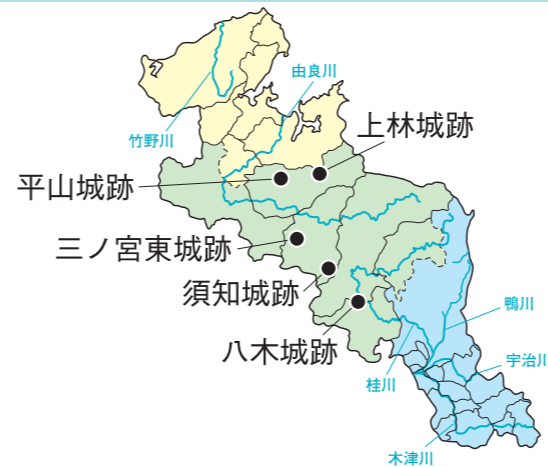 由良川
竹野川
上林城跡
平山城跡
三ノ宮東城跡
須知城跡
八木城跡
鴨川
宇治川
桂川
木津川